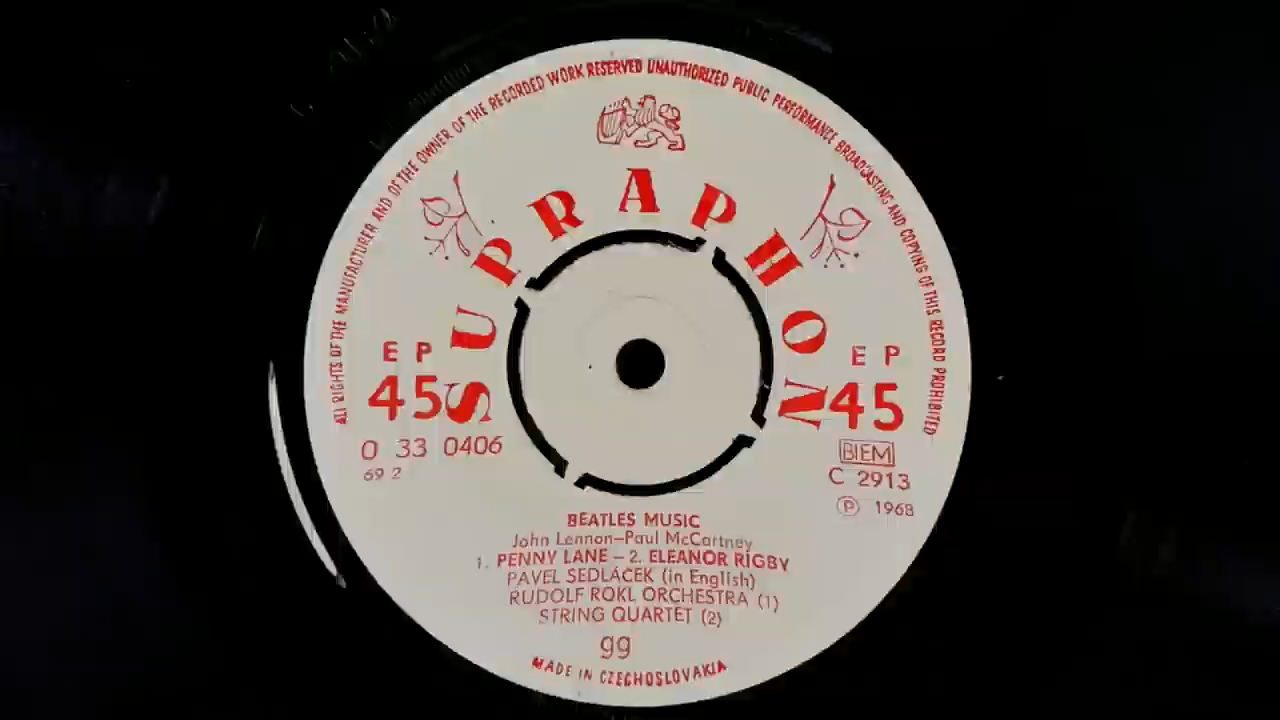 ALL RIGHTS OF THE MANUFACTURER AND OF THE OWNER OF THE RECORDED WORK RESERVED UNAUTHORIZED PUBLIC PERFORMANCE BROADCASTING AND COPYING OF THIS RECORD PROHIBITED
SUPRAPHON
EP
45
0 33 0406
69 2
EP
45
BIEM
C 2913
℗ 1968
BEATLES MUSIC
John Lennon–Paul McCartney
1. PENNY LANE – 2. ELEANOR RIGBY
PAVEL SEDLÁČEK (in English)
RUDOLF ROKL ORCHESTRA (1)
STRING QUARTET (2)
gg
MADE IN CZECHOSLOVAKIA